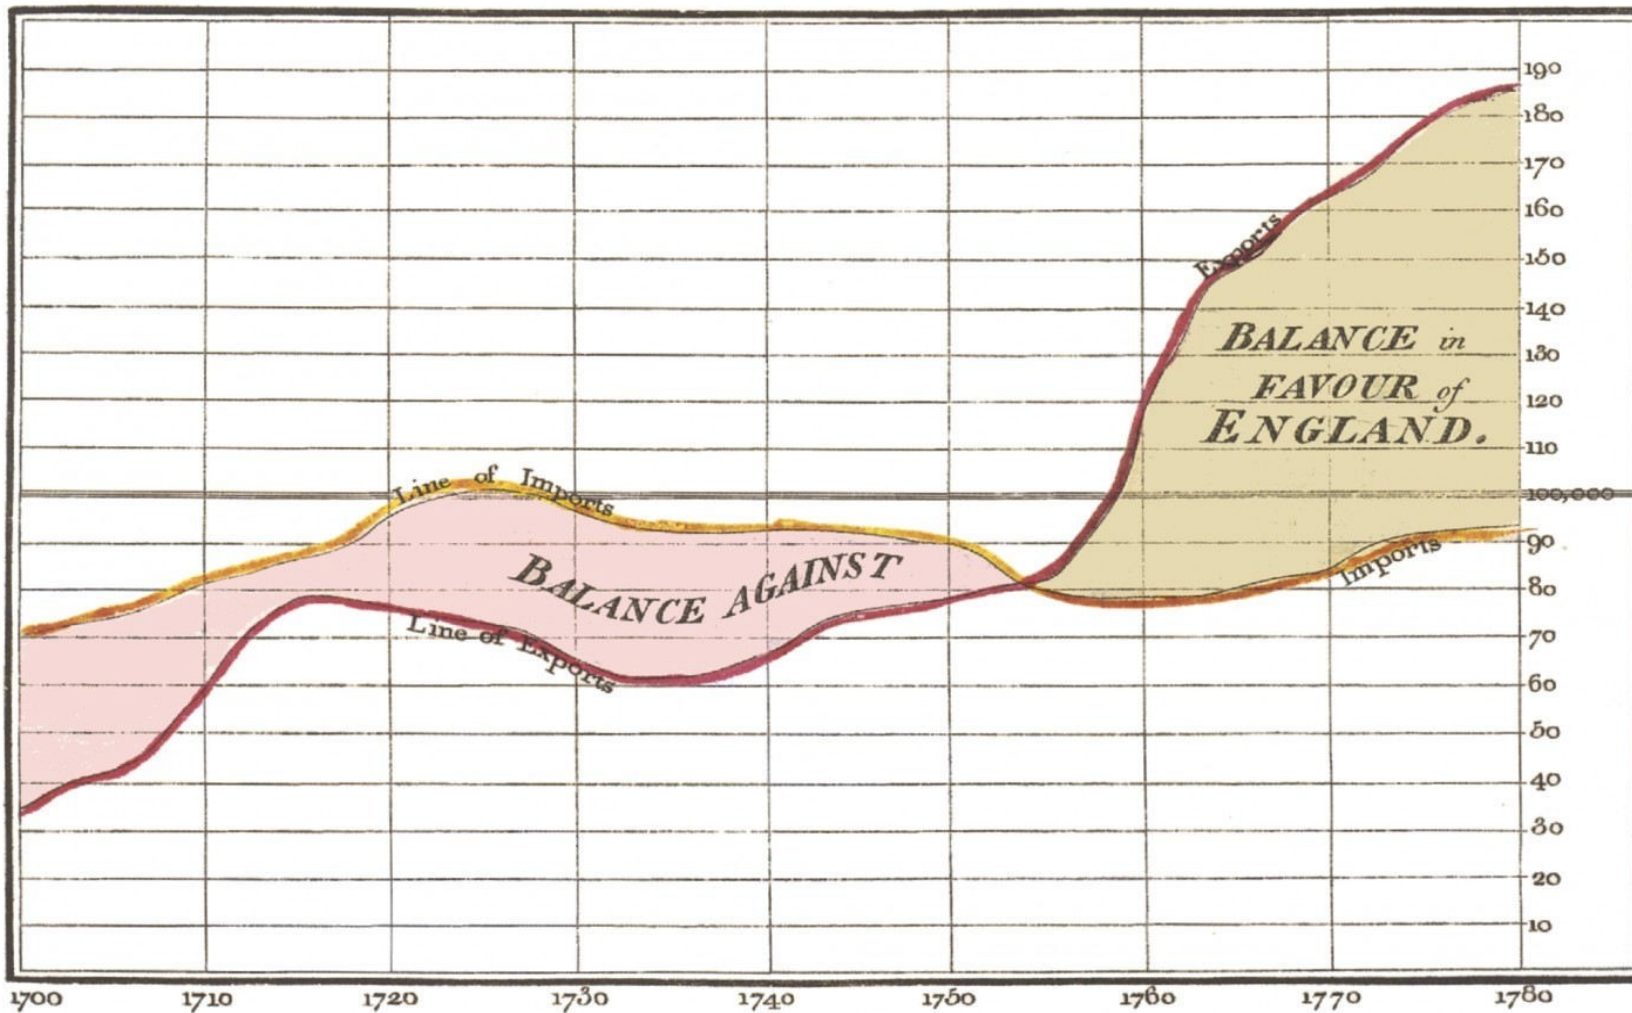 190
180
170
160
150
140
130
120
110
100,000
90
80
70
60
50
40
30
20
10
Exports
BALANCE in
FAVOUR of
ENGLAND.
Line of Imports
BALANCE AGAINST
Imports
Line of Exports
1700 1710 1720 1730 1740 1750 1760 1770 1780